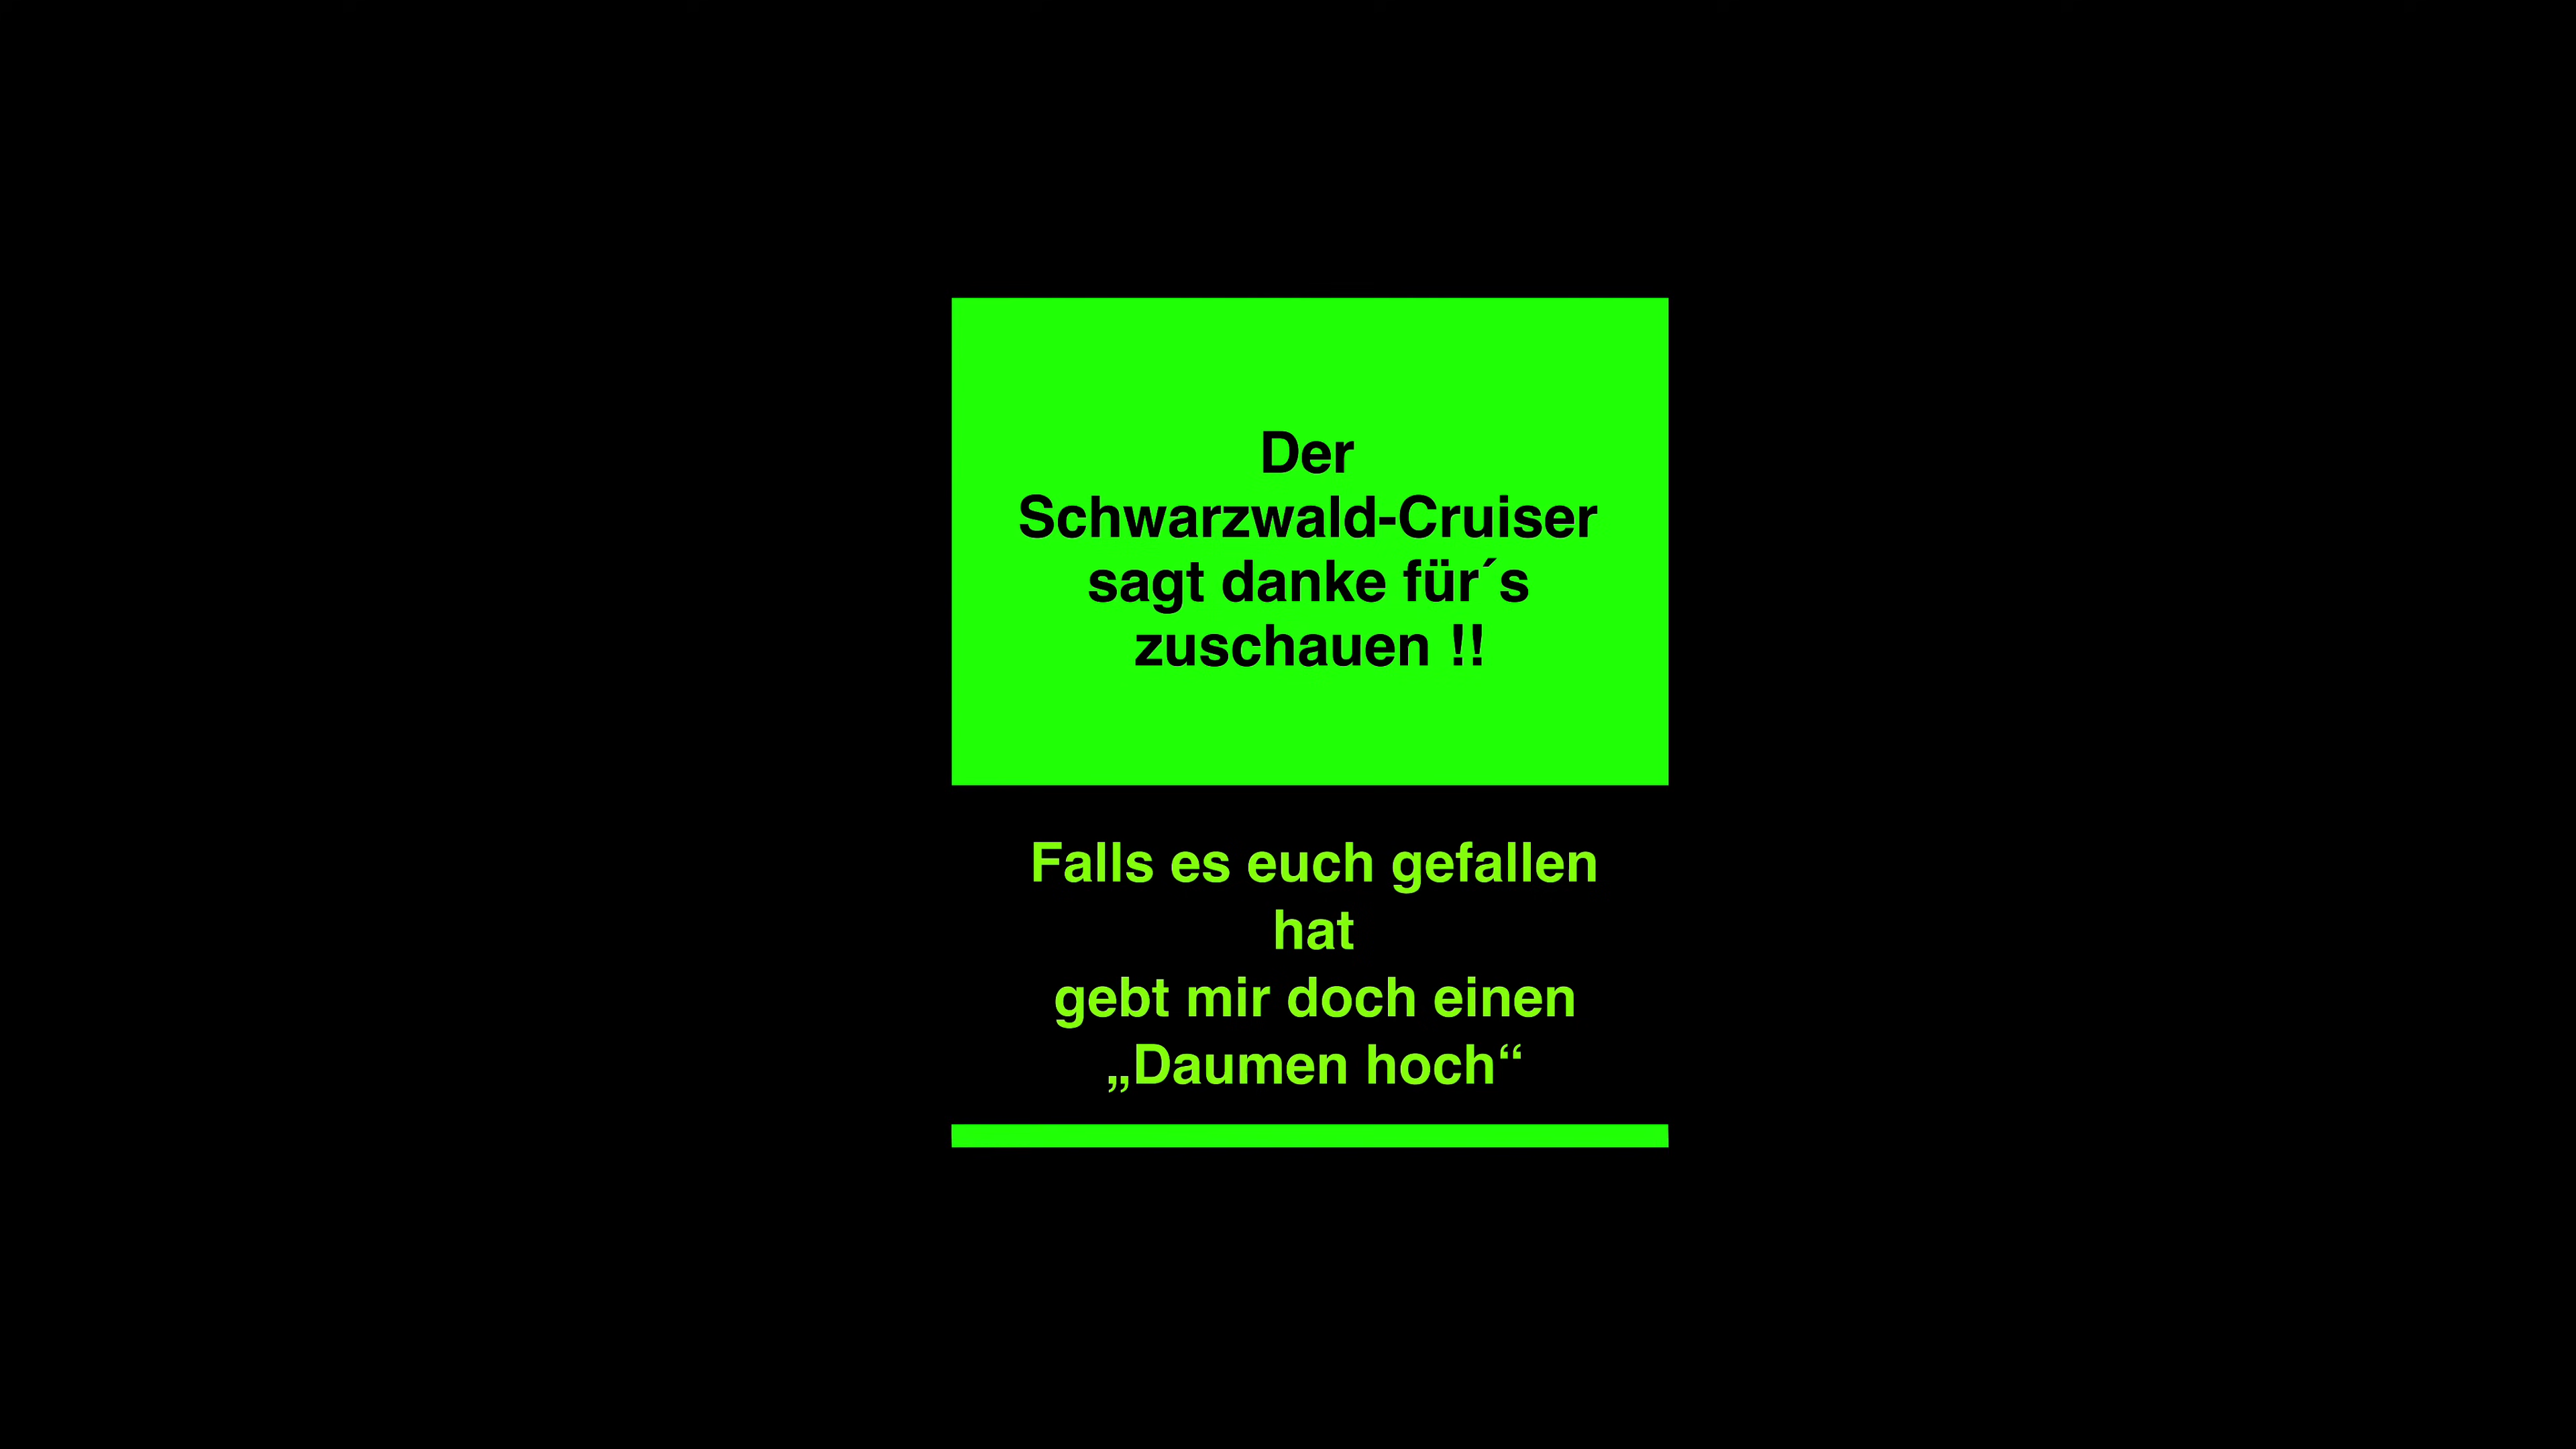 Der
Schwarzwald-Cruiser
sagt danke für´s
zuschauen !!
Falls es euch gefallen
hat
gebt mir doch einen
„Daumen hoch“